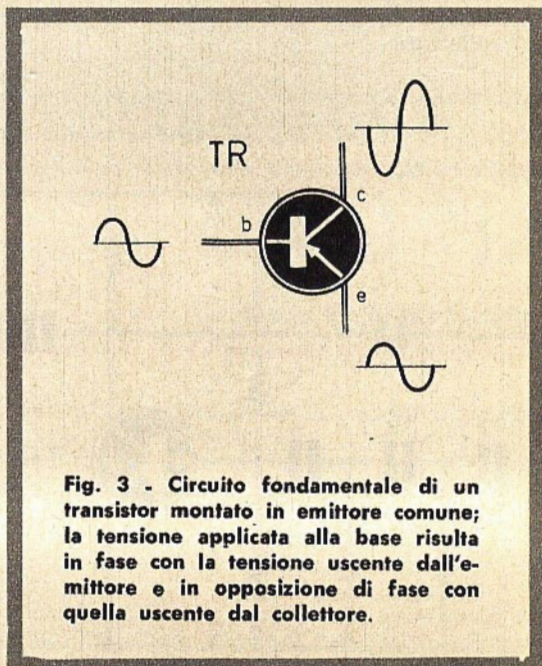 TR
c
b
e
Fig. 3 - Circuito fondamentale di un
transistor montato in emittore comune;
la tensione applicata alla base risulta
in fase con la tensione uscente dall'e-
mittore e in opposizione di fase con
quella uscente dal collettore.